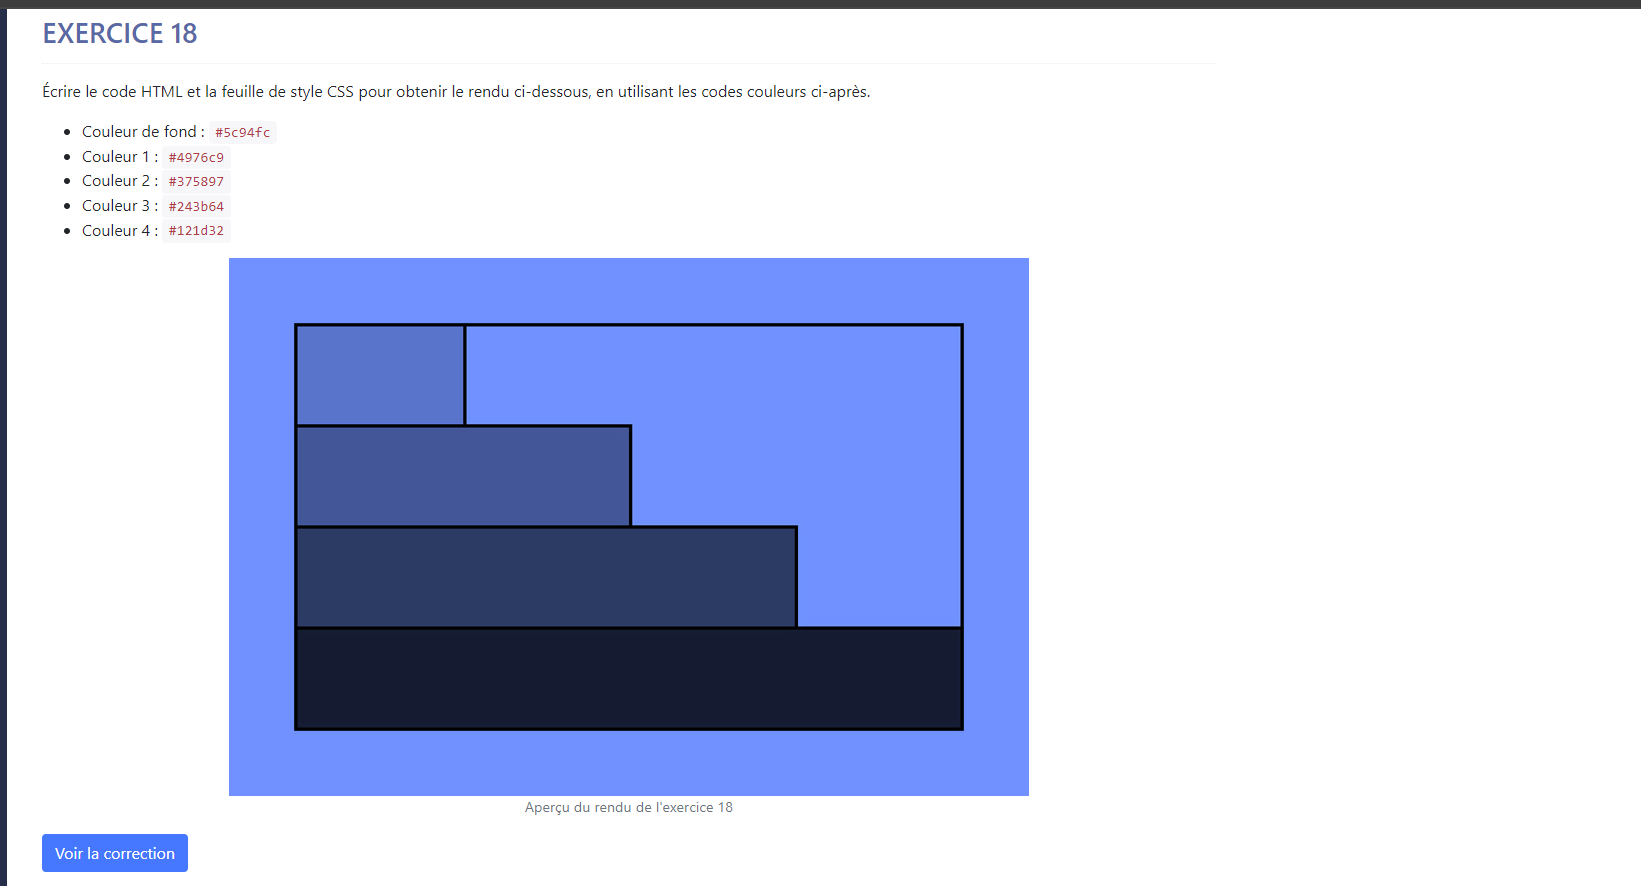 EXERCICE 18
Écrire le code HTML et la feuille de style CSS pour obtenir le rendu ci-dessous, en utilisant les codes couleurs ci-après.
Couleur de fond : #5c94fc
Couleur 1 : #4976c9
Couleur 2 : #375897
Couleur 3 : #243b64
Couleur 4 : #121d32
Aperçu du rendu de l'exercice 18
Voir la correction